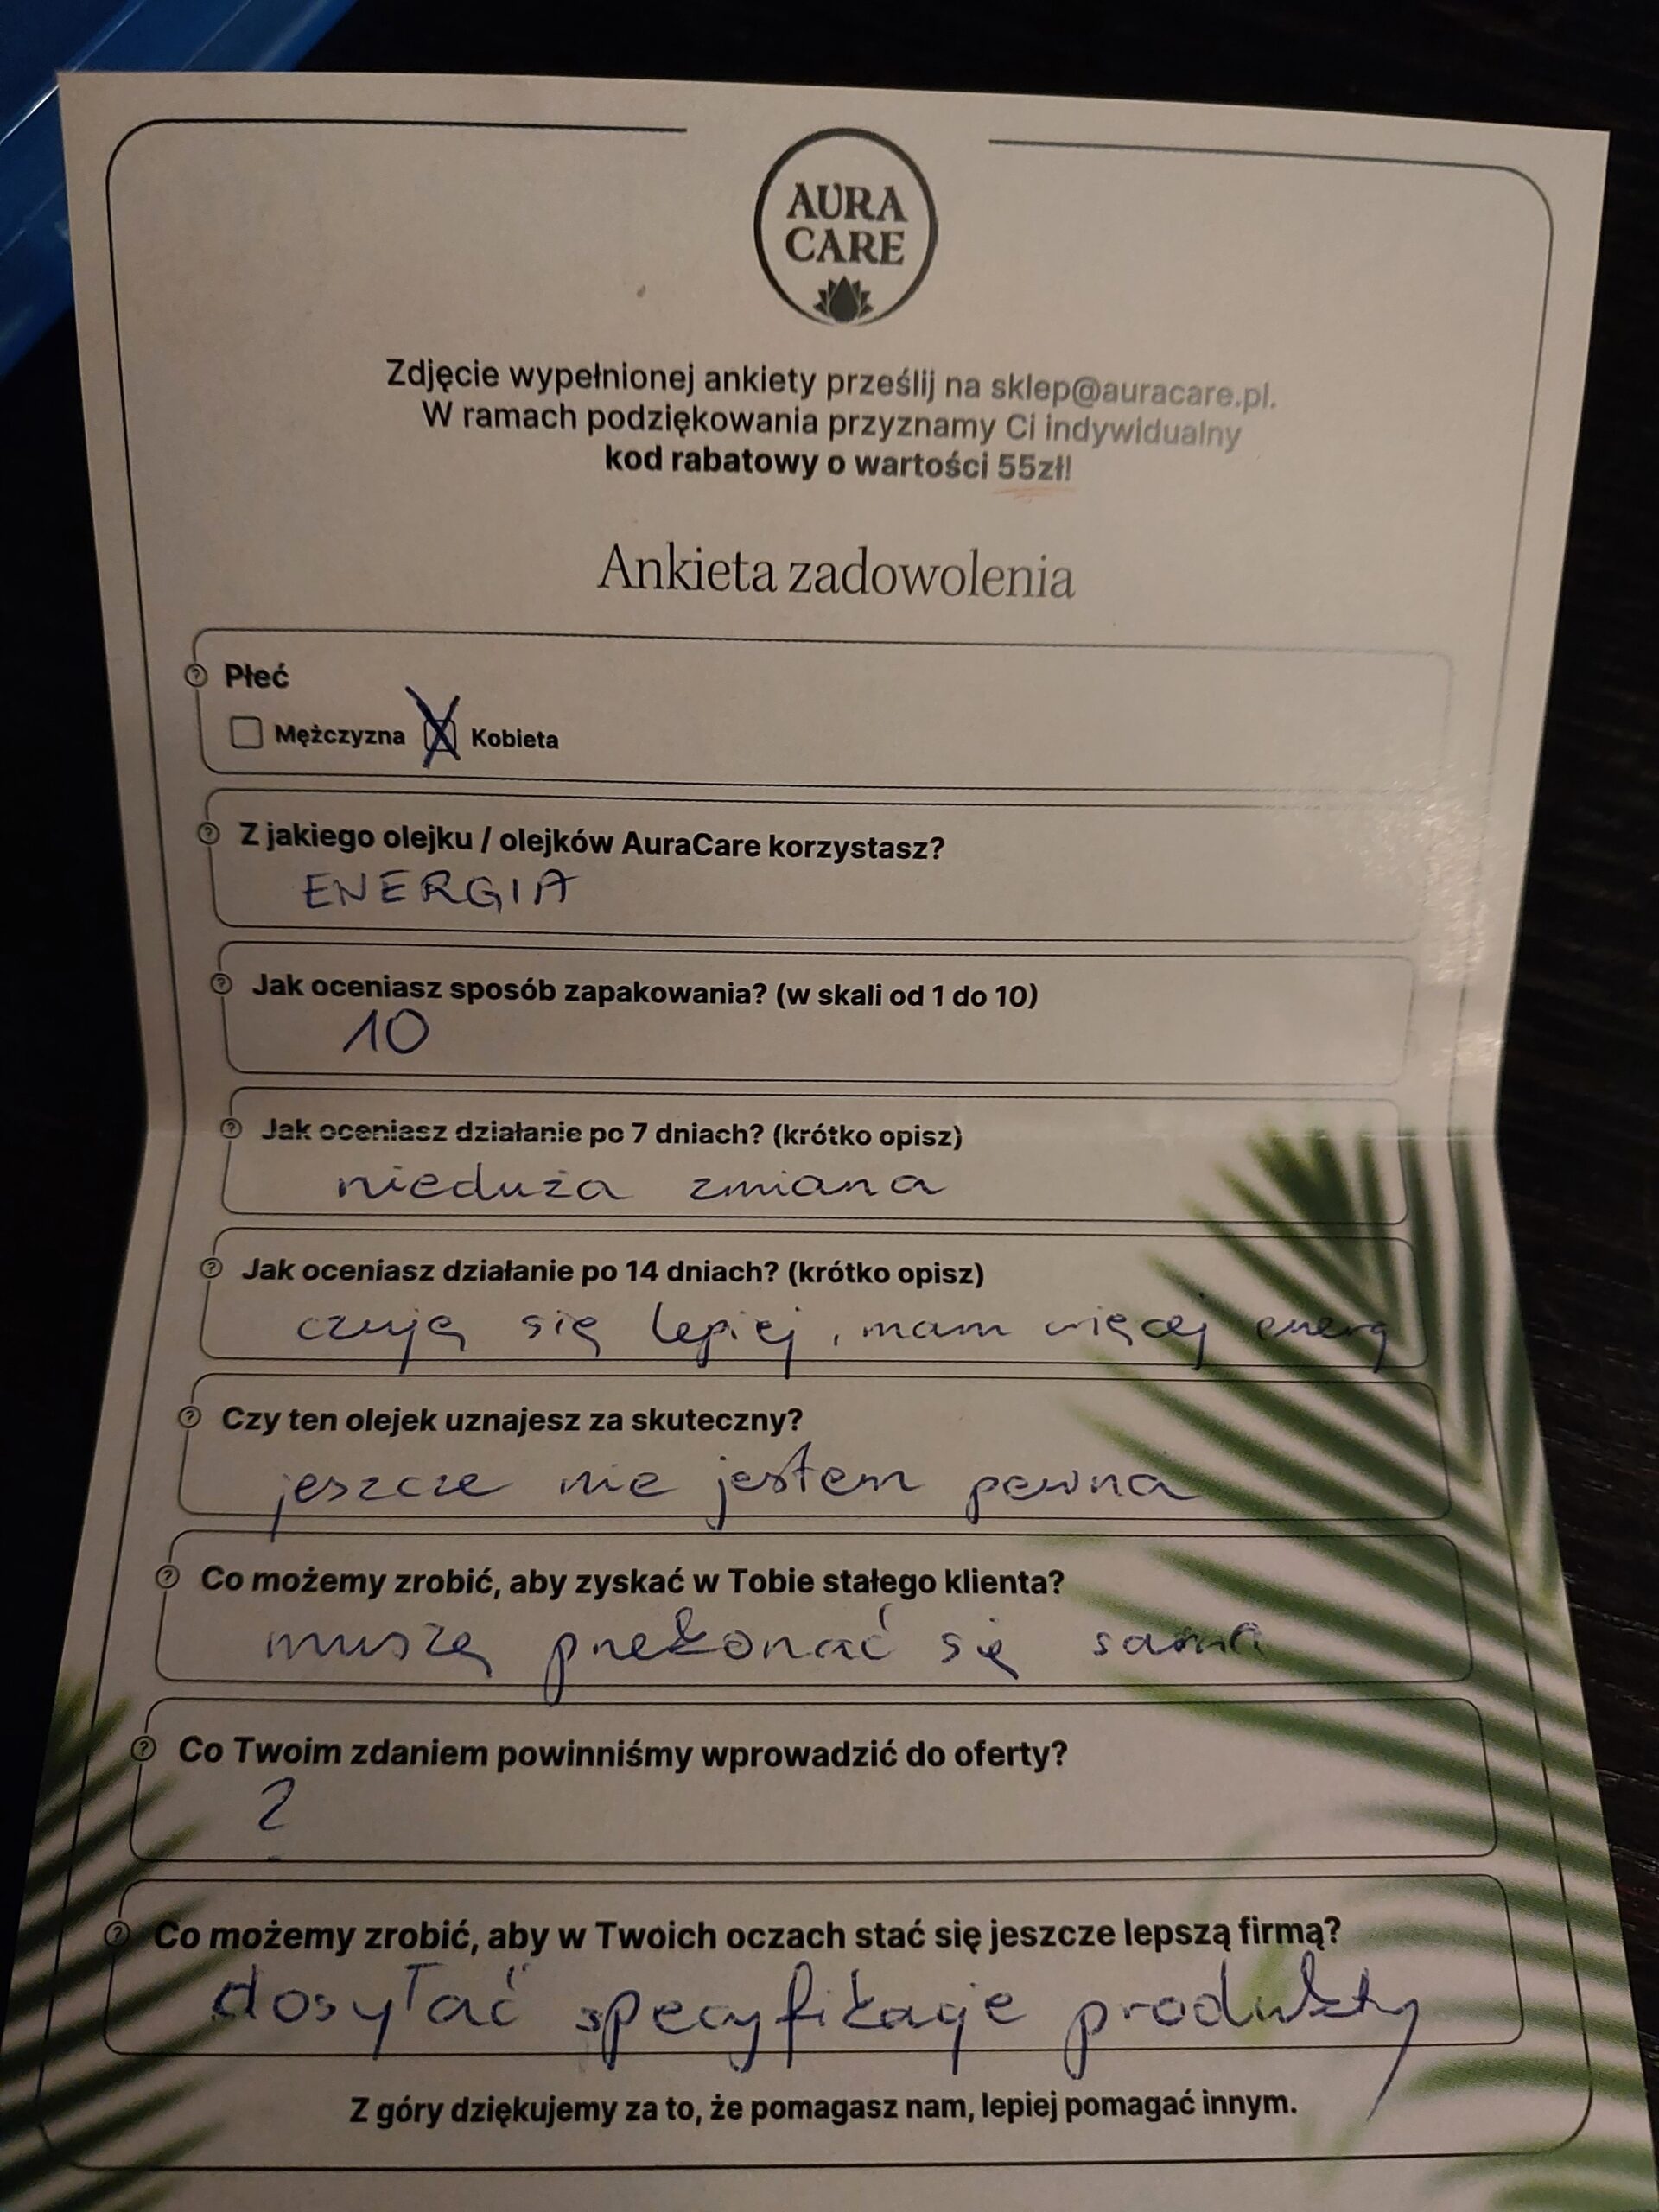 AURA
CARE
Zdjęcie wypełnionej ankiety prześlij na sklep@auracare.pl.
W ramach podziękowania przyznamy Ci indywidualny
kod rabatowy o wartości 55zł!
Ankieta zadowolenia
Płeć
Mężczyzna X Kobieta
Z jakiego olejku / olejków AuraCare korzystasz?
ENERGIA
Jak oceniasz sposób zapakowania? (w skali od 1 do 10)
10
Jak oceniasz działanie po 7 dniach? (krótko opisz)
nieduża zmiana
Jak oceniasz działanie po 14 dniach? (krótko opisz)
czuję się lepiej, mam więcej energ
Czy ten olejek uznajesz za skuteczny?
jeszcze nie jestem pewna
Co możemy zrobić, aby zyskać w Tobie stałego klienta?
muszę przekonać się sama
Co Twoim zdaniem powinniśmy wprowadzić do oferty?
?
Co możemy zrobić, aby w Twoich oczach stać się jeszcze lepszą firmą?
dosyłać specyfikacje produktu
Z góry dziękujemy za to, że pomagasz nam, lepiej pomagać innym.